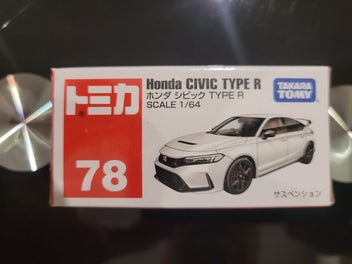 トミカ
78
Honda CIVIC TYPE R
ホンダ シビック TYPE R
SCALE 1/64
TAKARA
TOMY
サスペンション